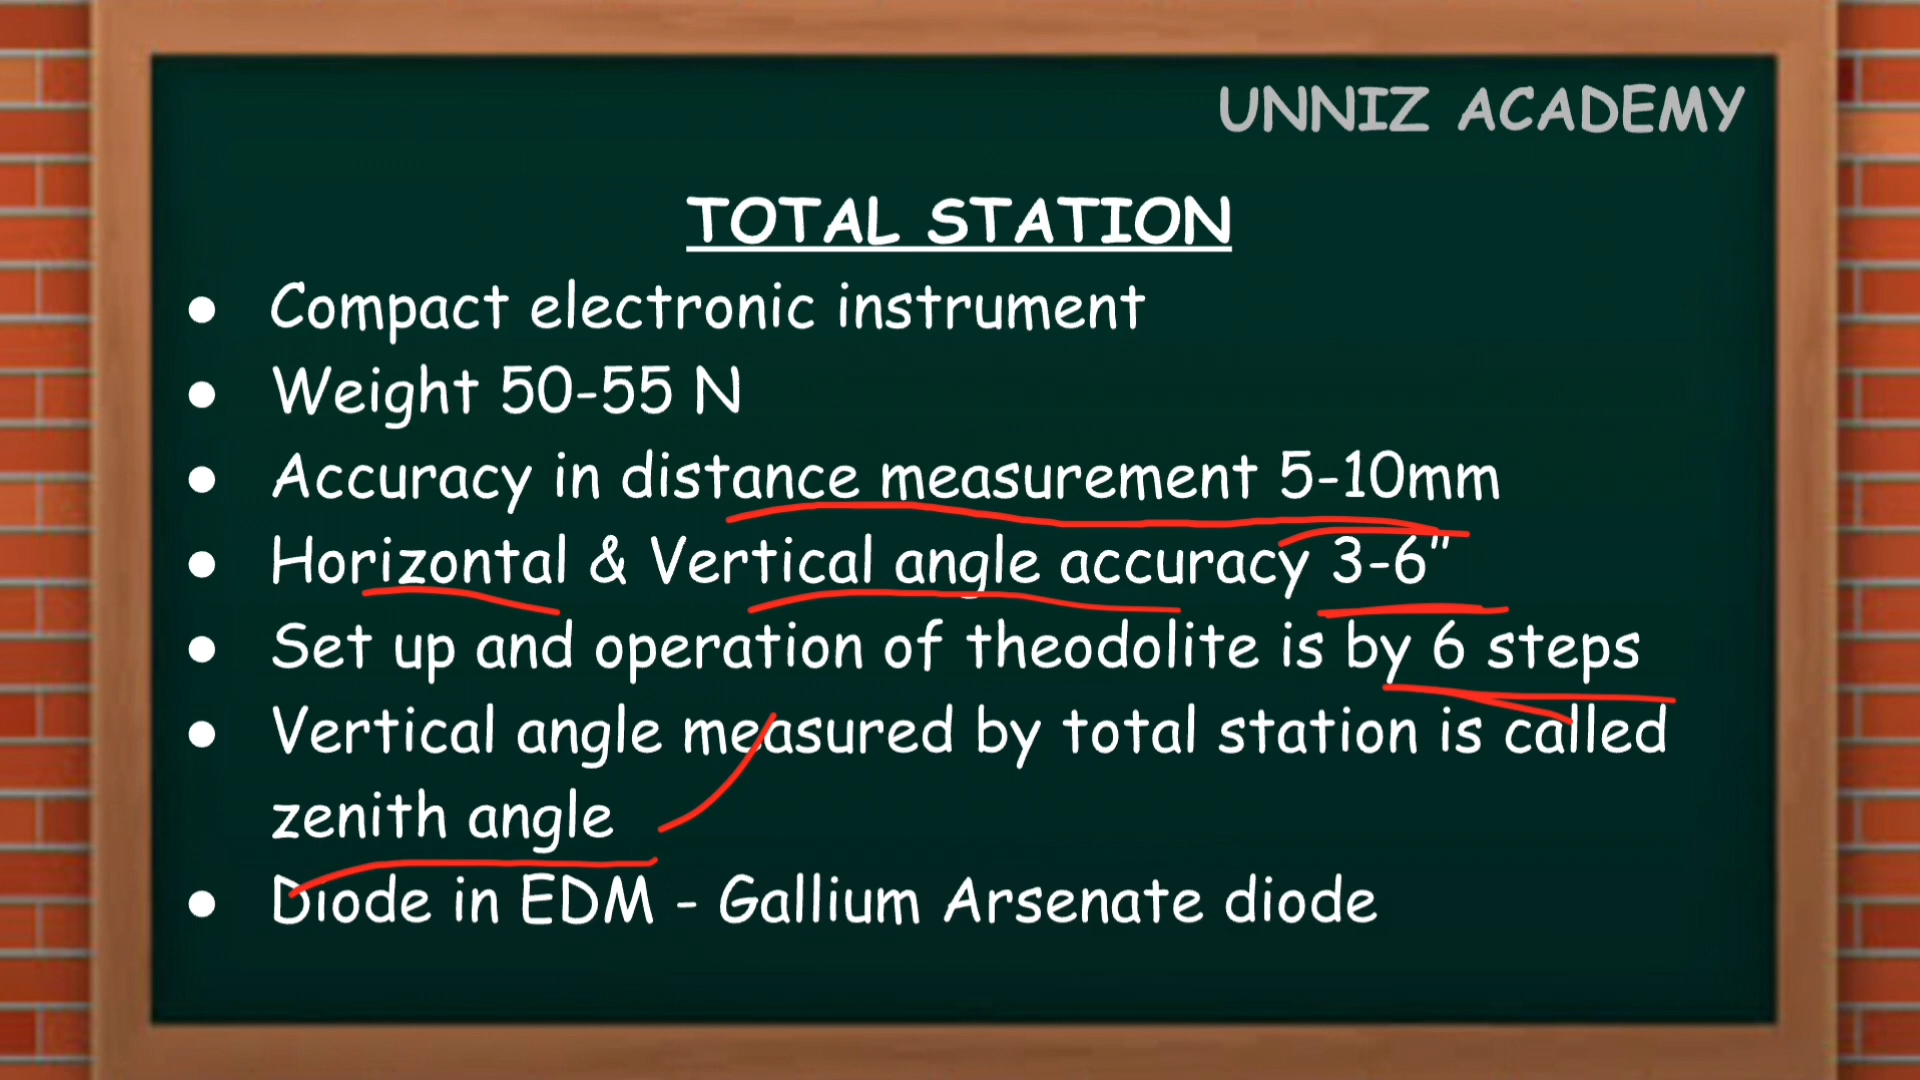 UNNIZ ACADEMY
TOTAL STATION
● Compact electronic instrument
● Weight 50-55 N
● Accuracy in distance measurement 5-10mm
● Horizontal & Vertical angle accuracy 3-6"
● Set up and operation of theodolite is by 6 steps
● Vertical angle measured by total station is called
zenith angle
● Diode in EDM - Gallium Arsenate diode